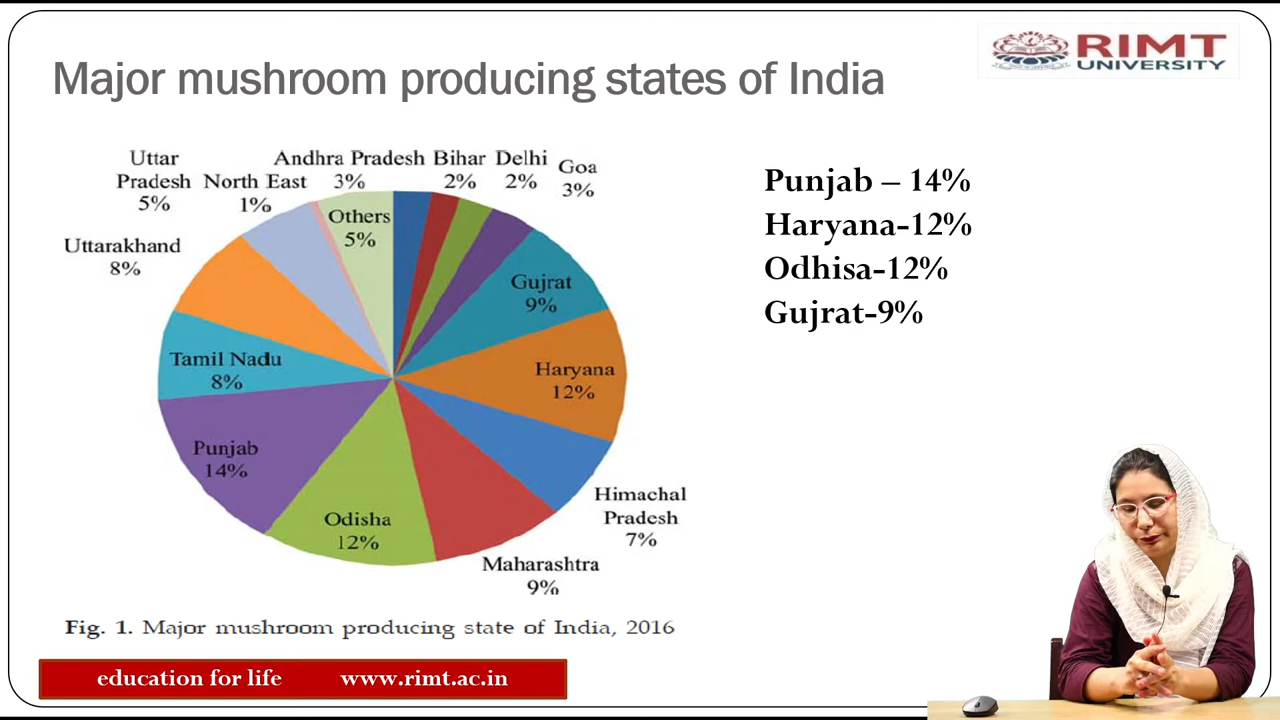 Major mushroom producing states of India
RIMT
UNIVERSITY
Uttar
Pradesh
5%
North East
1%
Andhra Pradesh
3%
Bihar
2%
Delhi
2%
Goa
3%
Others
5%
Uttarakhand
8%
Gujrat
9%
Tamil Nadu
8%
Haryana
12%
Punjab
14%
Himachal
Pradesh
7%
Odisha
12%
Maharashtra
9%
Fig. 1. Major mushroom producing state of India, 2016
Punjab – 14%
Haryana-12%
Odhisa-12%
Gujrat-9%
education for life www.rimt.ac.in